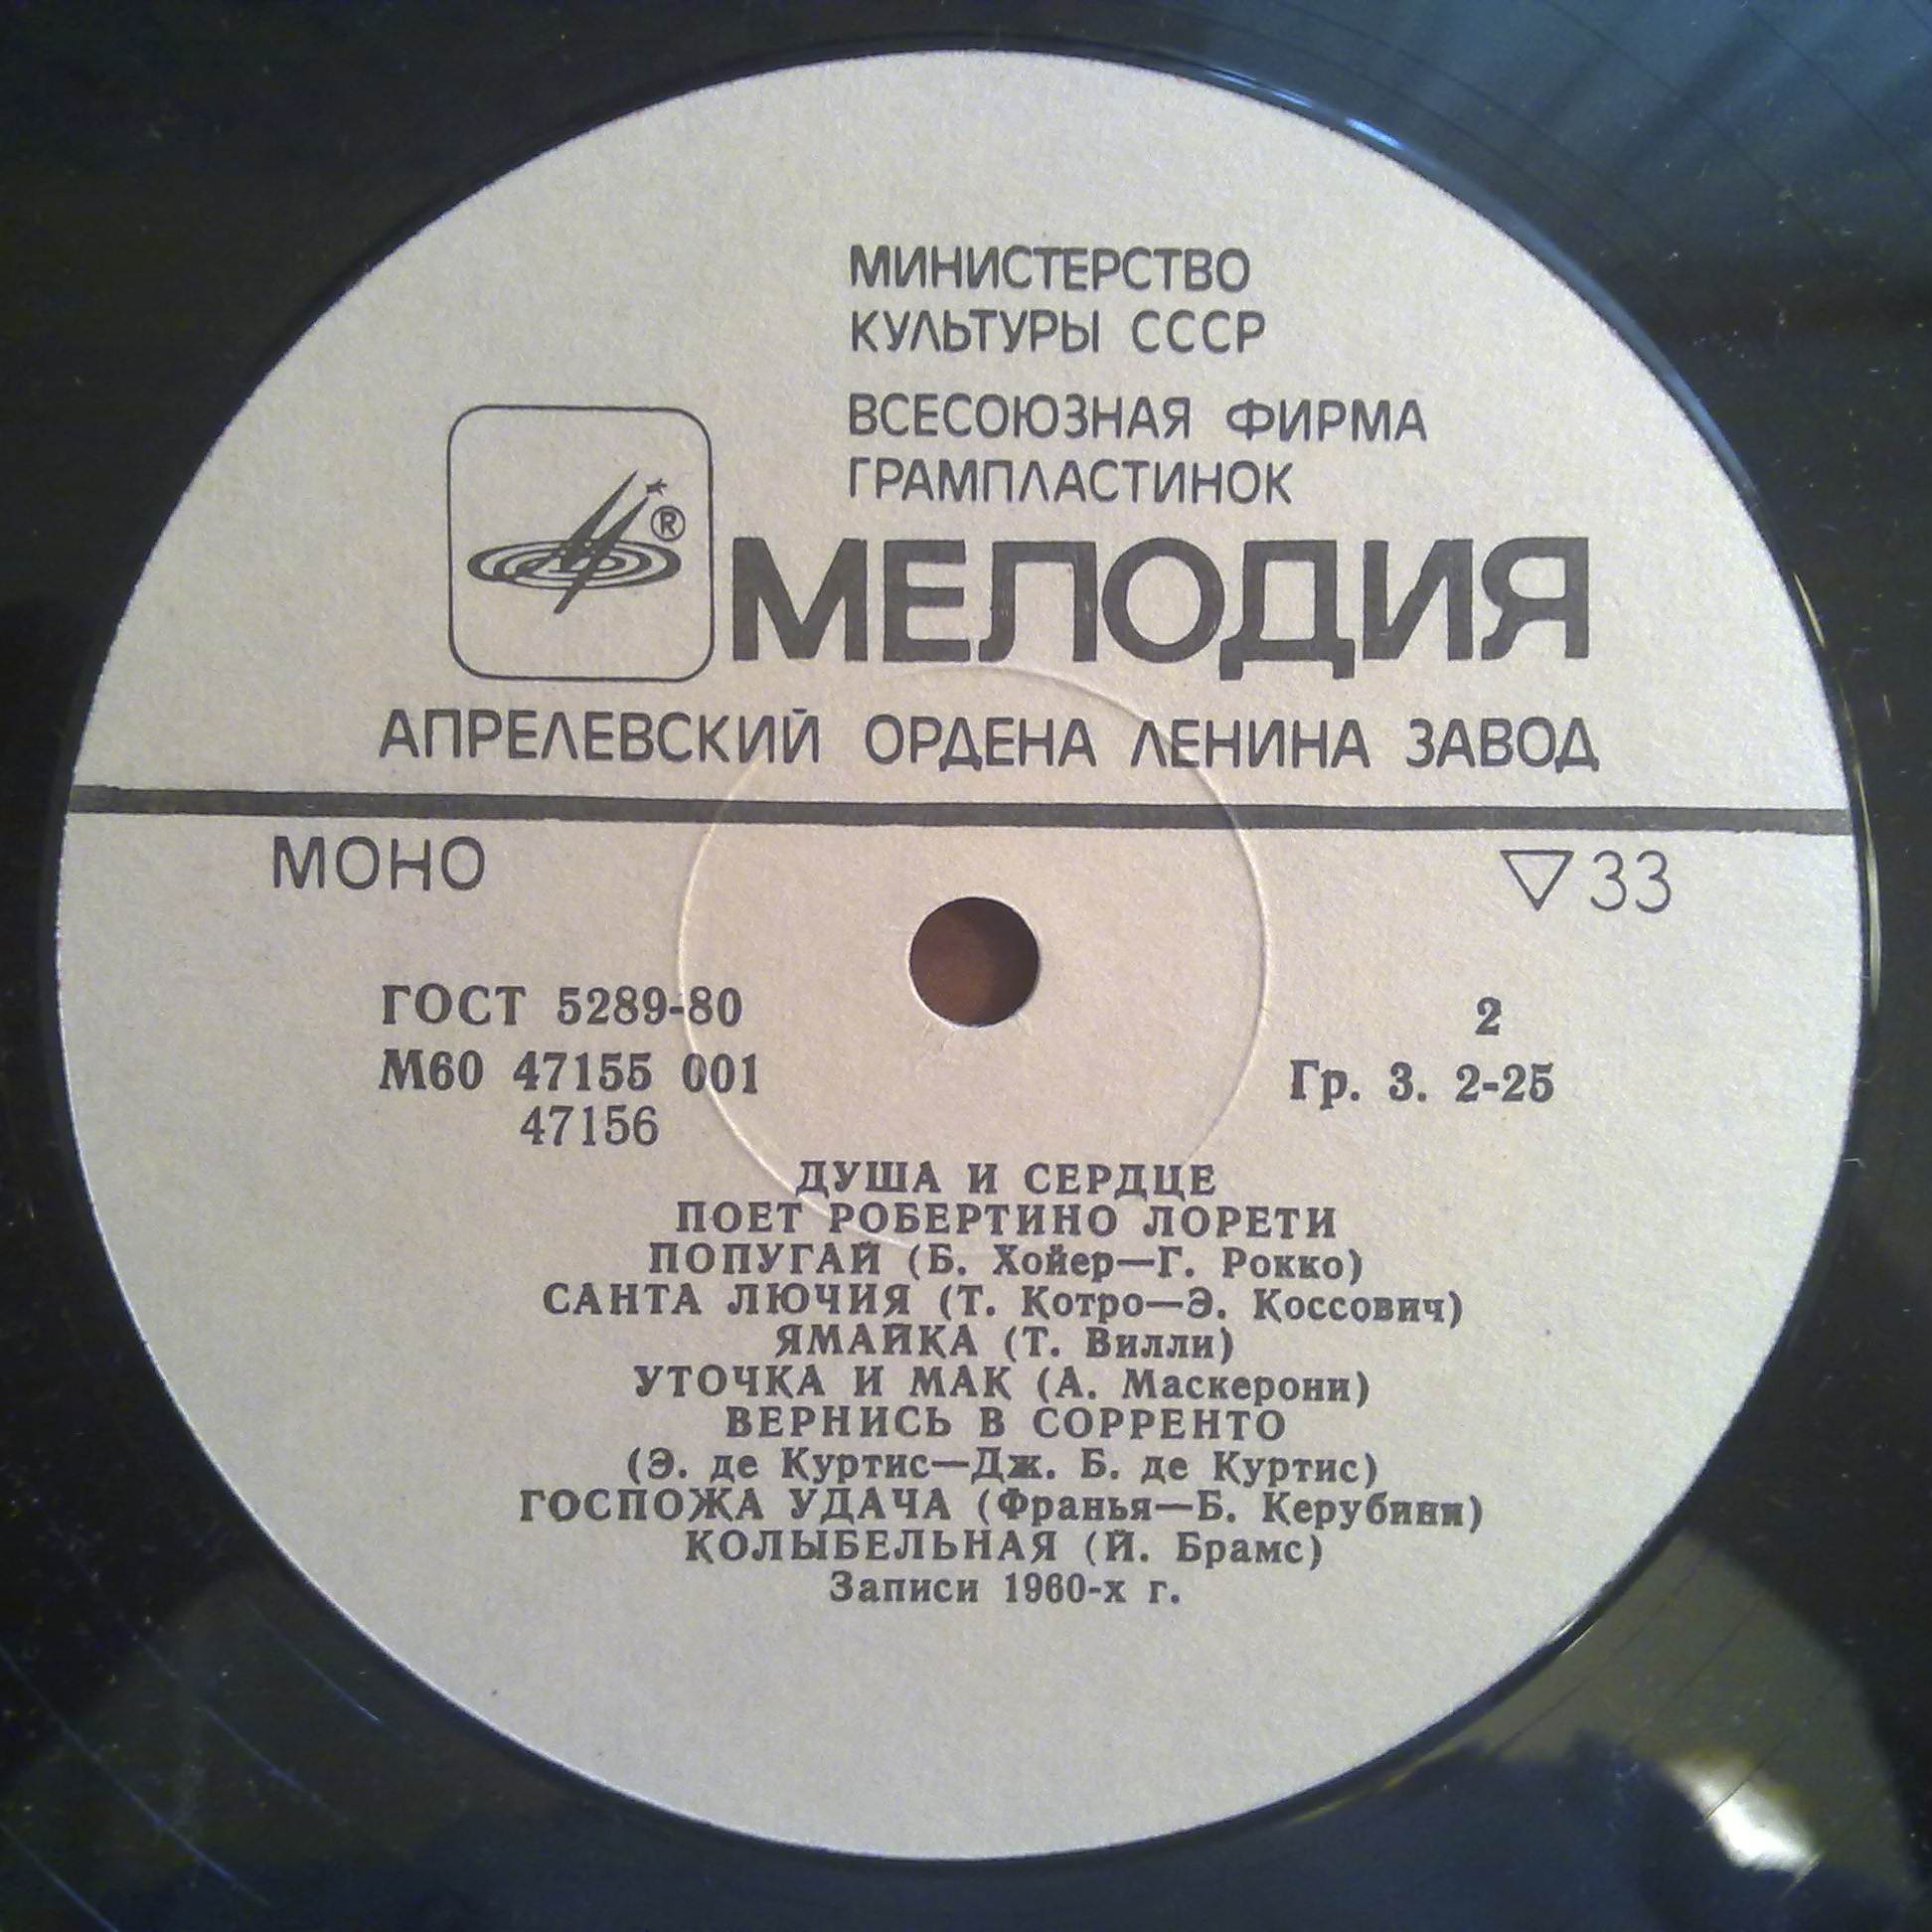 МИНИСТЕРСТВО
КУЛЬТУРЫ СССР
ВСЕСОЮЗНАЯ ФИРМА
ГРАМПЛАСТИНОК
®
МЕЛОДИЯ
АПРЕЛЕВСКИЙ ОРДЕНА ЛЕНИНА ЗАВОД
МОНО ▽33
ГОСТ 5289-80 2
М60 47155 001 Гр. 3. 2-25
47156
ДУША И СЕРДЦЕ
ПОЕТ РОБЕРТИНО ЛОРЕТИ
ПОПУГАЙ (Б. Хойер—Г. Рокко)
САНТА ЛЮЧИЯ (Т. Котро—Э. Коссович)
ЯМАЙКА (Т. Вилли)
УТОЧКА И МАК (А. Маскерони)
ВЕРНИСЬ В СОРРЕНТО
(Э. де Куртис—Дж. Б. де Куртис)
ГОСПОЖА УДАЧА (Франья—Б. Керубини)
КОЛЫБЕЛЬНАЯ (Й. Брамс)
Записи 1960-х г.